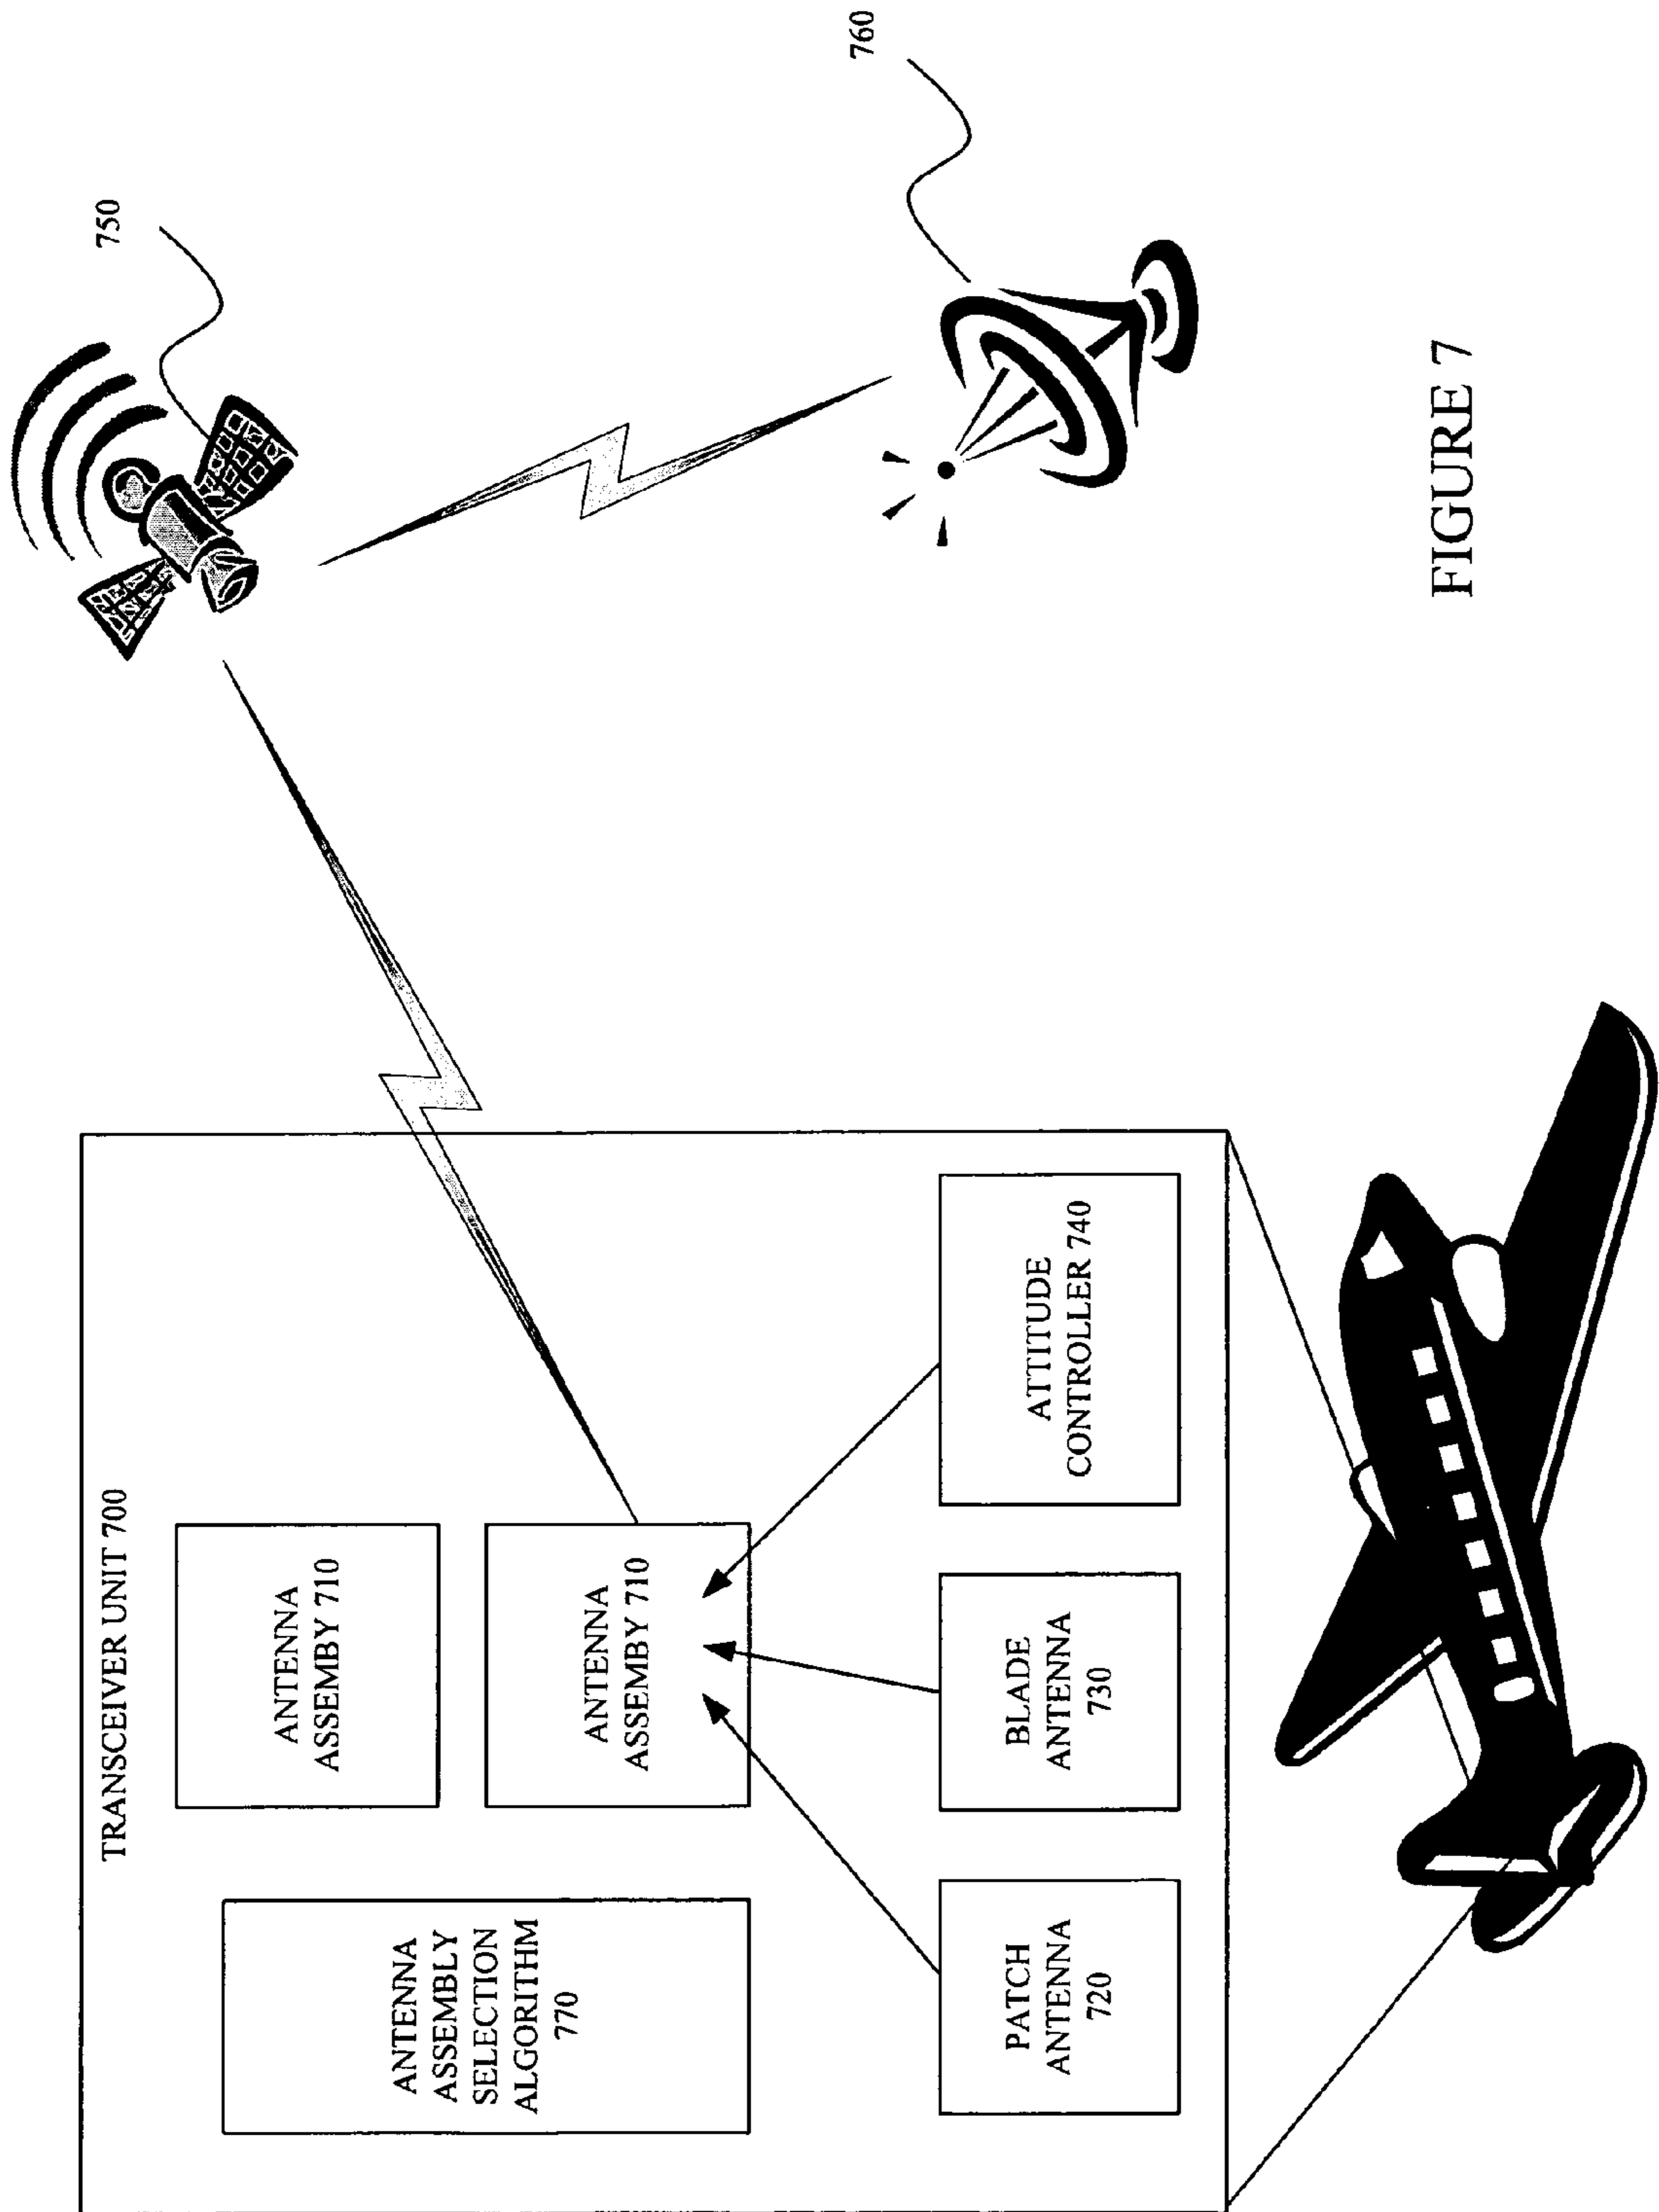 TRANSCEIVER UNIT 700
ANTENNA
ASSEMBLY
SELECTION
ALGORITHM
770
ANTENNA
ASSEMBY 710
ANTENNA
ASSEMBY 710
PATCH
ANTENNA
720
BLADE
ANTENNA
730
ATTITUDE
CONTROLLER 740
750
760
FIGURE 7